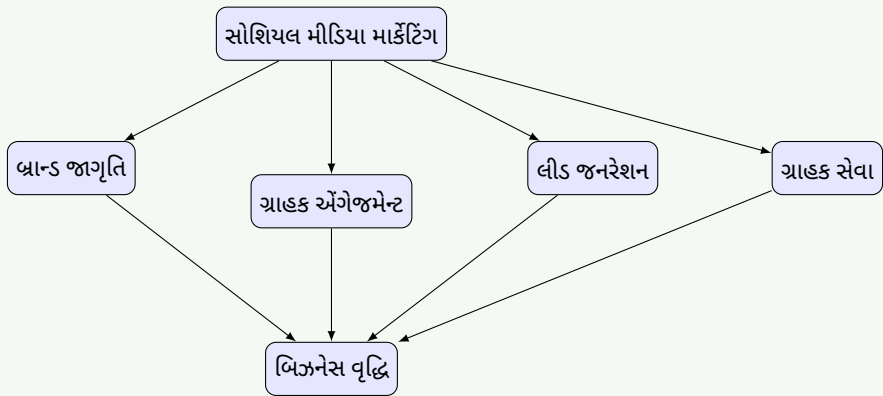 સોશિયલ મીડિયા માર્કેટિંગ
બ્રાન્ડ જાગૃતિ
ગ્રાહક એંગેજમેન્ટ
લીડ જનરેશન
ગ્રાહક સેવા
બિઝનેસ વૃદ્ધિ